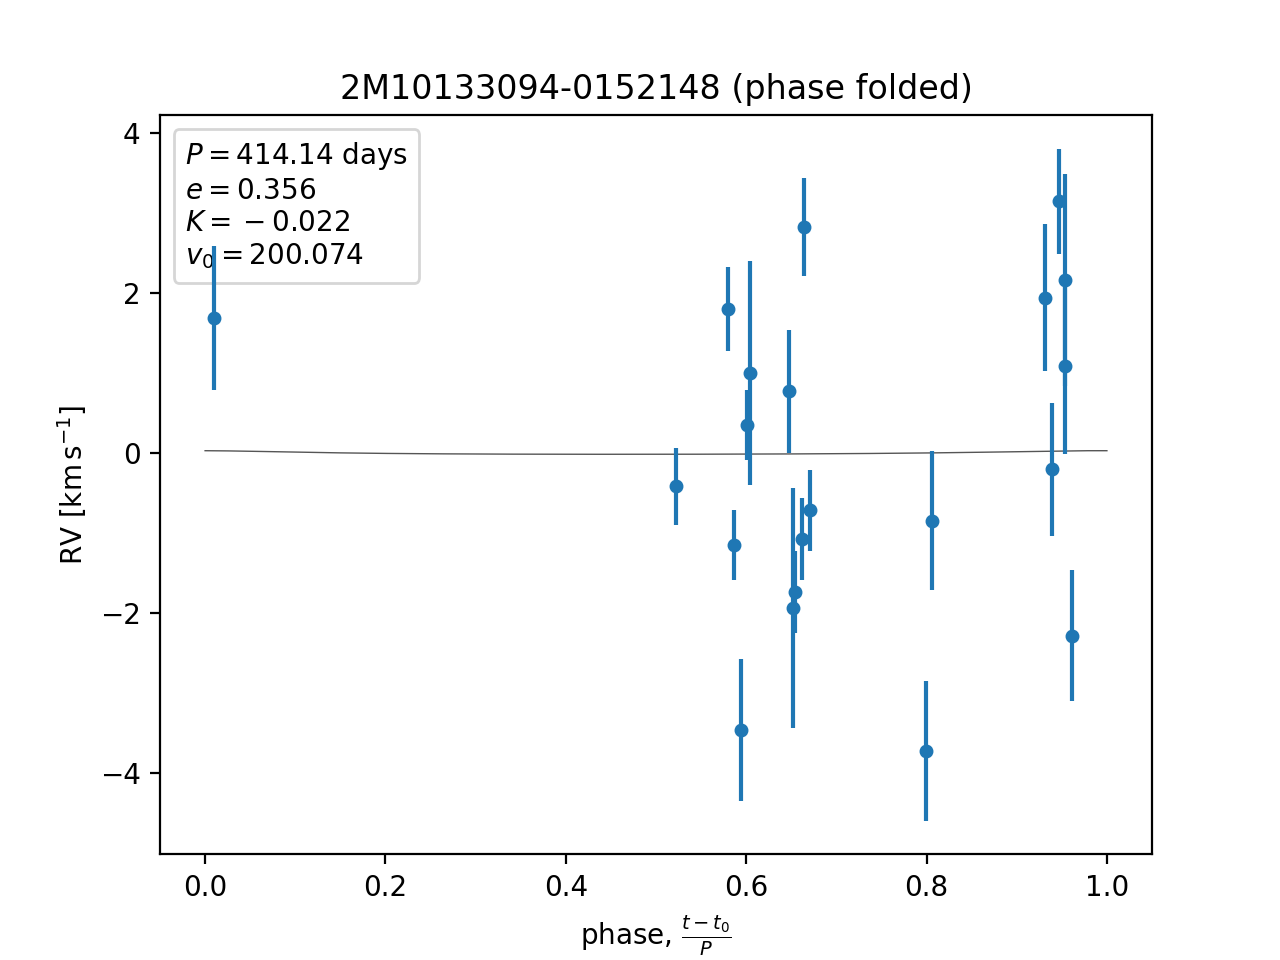 2M10133094-0152148 (phase folded)
P = 414.14 days
e = 0.356
K = −0.022
v₀ = 200.074
4
2
0
−2
−4
RV [km s⁻¹]
0.0 0.2 0.4 0.6 0.8 1.0
phase, (t − t₀)/P